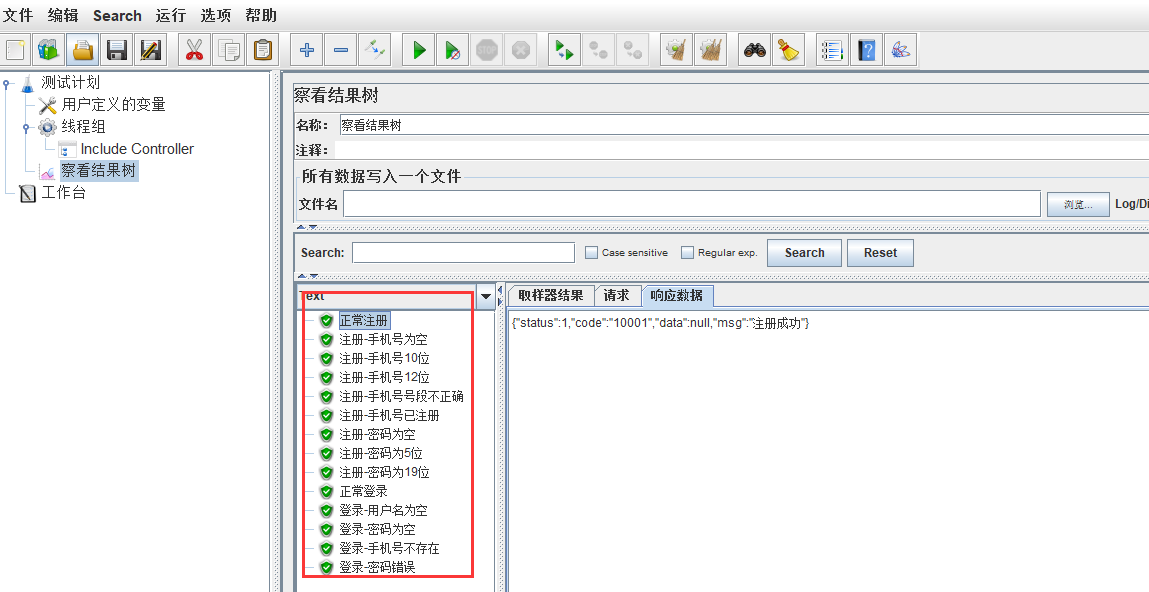 文件 编辑 Search 运行 选项 帮助
STOP
测试计划
用户定义的变量
线程组
Include Controller
察看结果树
工作台
察看结果树
名称: 察看结果树
注释:
所有数据写入一个文件
文件名 浏览... Log/Di
Search: Case sensitive Regular exp. Search Reset
Text
取样器结果 请求 响应数据
正常注册
注册-手机号为空
注册-手机号10位
注册-手机号12位
注册-手机号号段不正确
注册-手机号已注册
注册-密码为空
注册-密码为5位
注册-密码为19位
正常登录
登录-用户名为空
登录-密码为空
登录-手机号不存在
登录-密码错误
{"status":1,"code":"10001","data":null,"msg":"注册成功"}